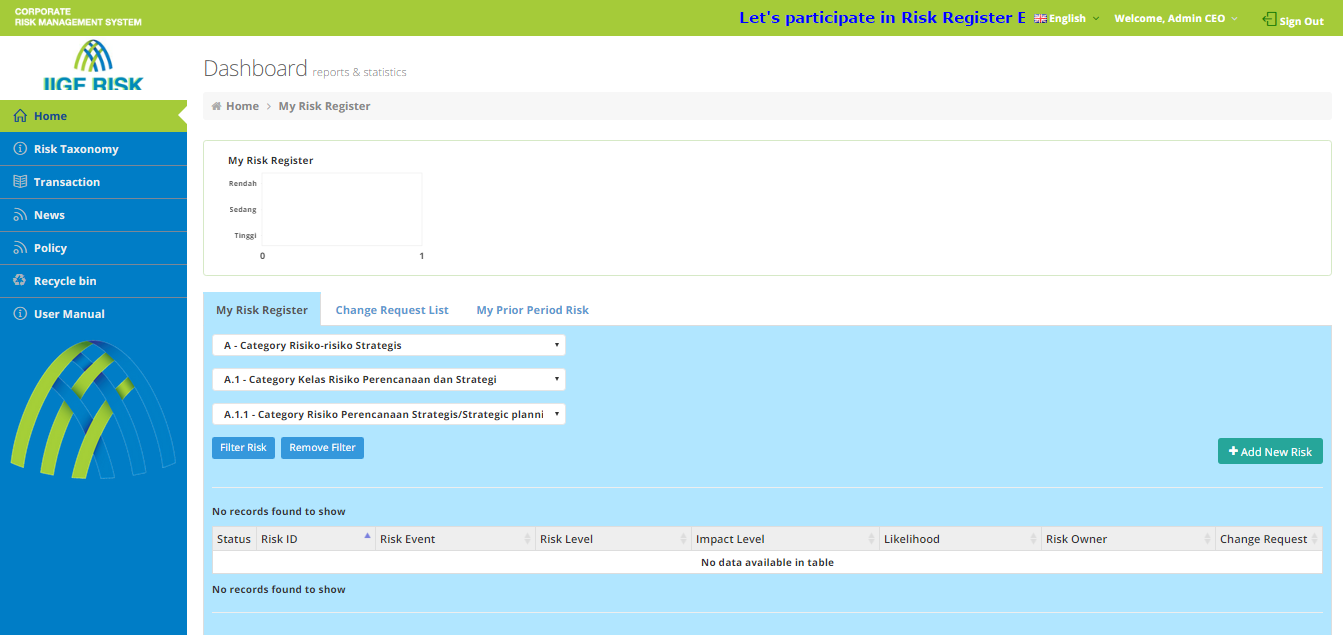 CORPORATE
RISK MANAGEMENT SYSTEM
Let's participate in Risk Register E
English
Welcome, Admin CEO
Sign Out
IIGF RISK
Dashboard reports & statistics
Home > My Risk Register
Home
Risk Taxonomy
Transaction
News
Policy
Recycle bin
User Manual
My Risk Register
Rendah
Sedang
Tinggi
0 1
My Risk Register Change Request List My Prior Period Risk
A - Category Risiko-risiko Strategis
A.1 - Category Kelas Risiko Perencanaan dan Strategi
A.1.1 - Category Risiko Perencanaan Strategis/Strategic planni
Filter Risk Remove Filter
Add New Risk
No records found to show
Status Risk ID Risk Event Risk Level Impact Level Likelihood Risk Owner Change Request
No data available in table
No records found to show